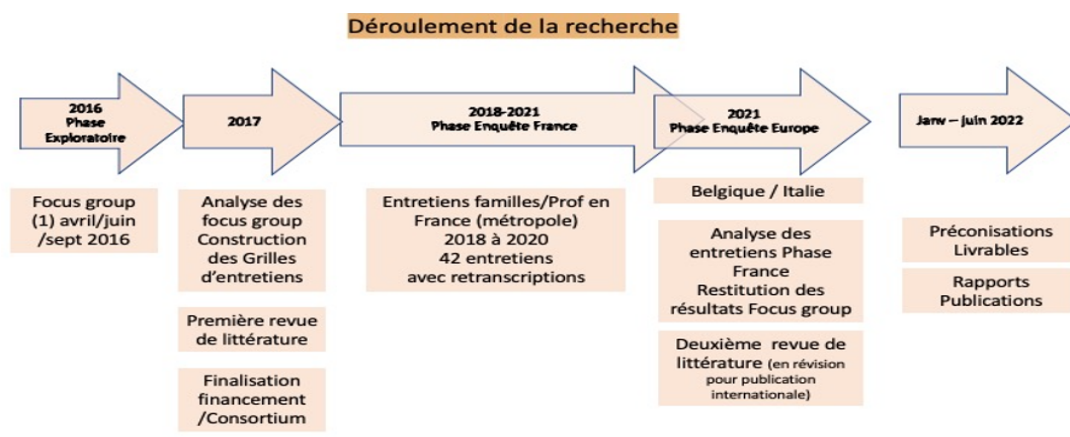 Déroulement de la recherche
2016
Phase
Exploratoire
2017
2018-2021
Phase Enquête France
2021
Phase Enquête Europe
Janv – juin 2022
Focus group
(1) avril/juin
/sept 2016
Analyse des
focus group
Construction
des Grilles
d'entretiens
Première revue
de littérature
Finalisation
financement
/Consortium
Entretiens familles/Prof en
France (métropole)
2018 à 2020
42 entretiens
avec retranscriptions
Belgique / Italie
Analyse des
entretiens Phase
France
Restitution des
résultats Focus group
Deuxième revue de
littérature (en révision
pour publication
internationale)
Préconisations
Livrables
Rapports
Publications